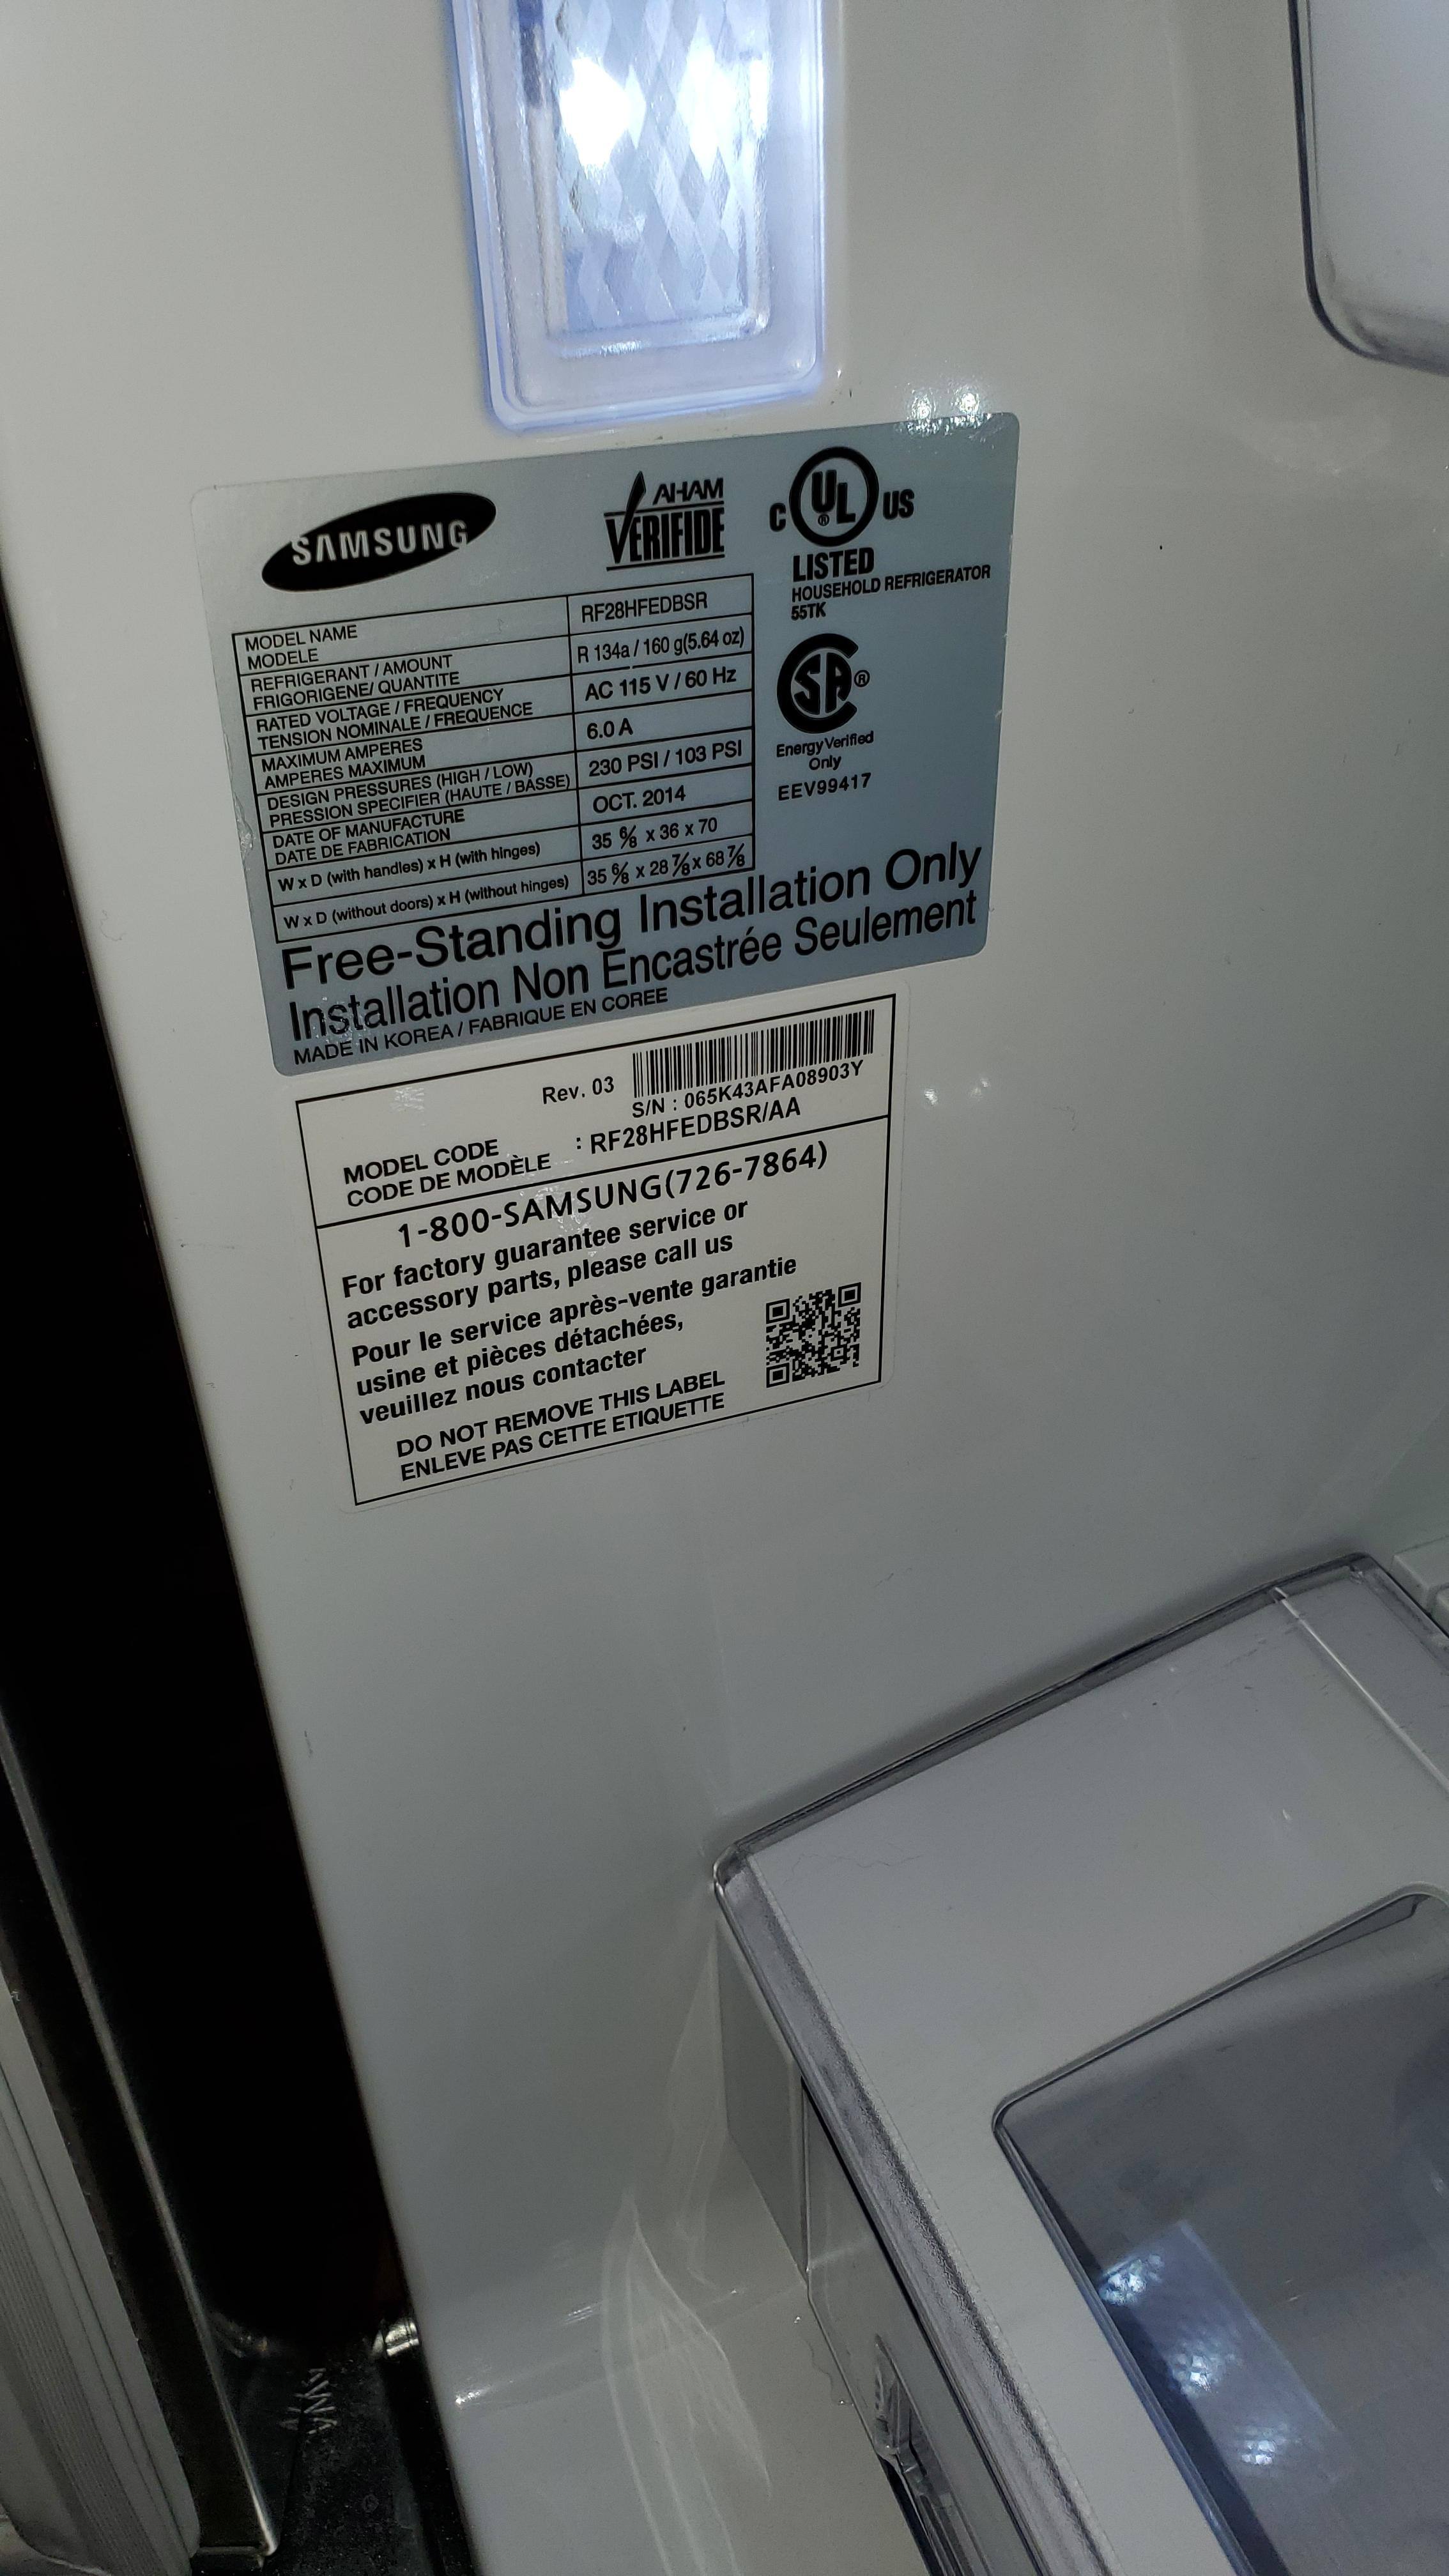 SAMSUNG
AHAM
VERIFIDE
C UL® US
LISTED
HOUSEHOLD REFRIGERATOR
55TK
SA®
Energy Verified
Only
EEV99417
MODEL NAME
MODELE
RF28HFEDBSR
REFRIGERANT / AMOUNT
FRIGORIGENE/ QUANTITE
R 134a / 160 g(5.64 oz)
RATED VOLTAGE / FREQUENCY
TENSION NOMINALE / FREQUENCE
AC 115 V / 60 Hz
MAXIMUM AMPERES
AMPERES MAXIMUM
6.0 A
DESIGN PRESSURES (HIGH / LOW)
PRESSION SPECIFIER (HAUTE / BASSE)
230 PSI / 103 PSI
DATE OF MANUFACTURE
DATE DE FABRICATION
OCT. 2014
W x D (with handles) x H (with hinges)
35 6/8 x 36 x 70
W x D (without doors) x H (without hinges)
35 6/8 x 28 7/8 x 68 7/8
Free-Standing Installation Only
Installation Non Encastrée Seulement
MADE IN KOREA / FABRIQUE EN COREE
Rev. 03
S/N : 065K43AFA08903Y
MODEL CODE
CODE DE MODÈLE
: RF28HFEDBSR/AA
1-800-SAMSUNG(726-7864)
For factory guarantee service or
accessory parts, please call us
Pour le service après-vente garantie
usine et pièces détachées,
veuillez nous contacter
DO NOT REMOVE THIS LABEL
ENLEVE PAS CETTE ETIQUETTE